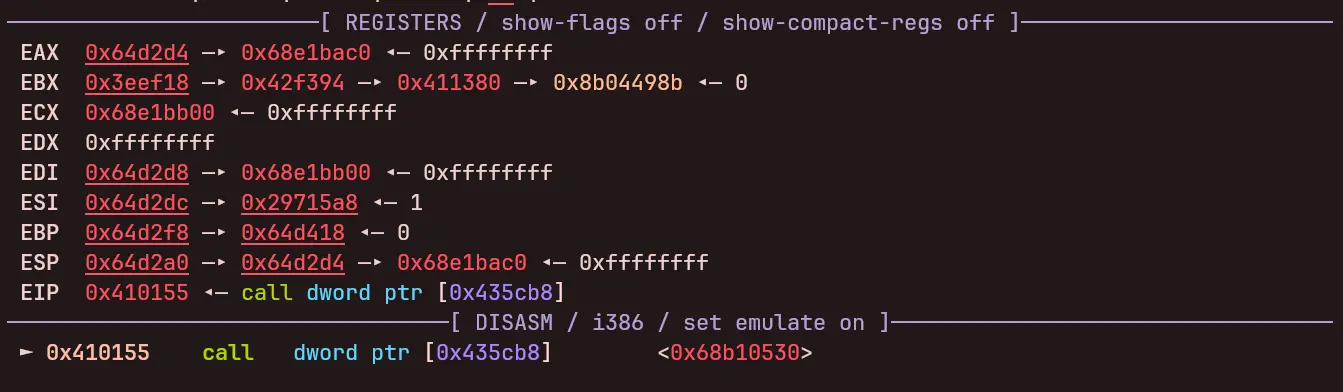 [ REGISTERS / show-flags off / show-compact-regs off ]
EAX 0x64d2d4 —▸ 0x68e1bac0 ◂— 0xffffffff
EBX 0x3eef18 —▸ 0x42f394 —▸ 0x411380 —▸ 0x8b04498b ◂— 0
ECX 0x68e1bb00 ◂— 0xffffffff
EDX 0xffffffff
EDI 0x64d2d8 —▸ 0x68e1bb00 ◂— 0xffffffff
ESI 0x64d2dc —▸ 0x29715a8 ◂— 1
EBP 0x64d2f8 —▸ 0x64d418 ◂— 0
ESP 0x64d2a0 —▸ 0x64d2d4 —▸ 0x68e1bac0 ◂— 0xffffffff
EIP 0x410155 ◂— call dword ptr [0x435cb8]
[ DISASM / i386 / set emulate on ]
► 0x410155 call dword ptr [0x435cb8] <0x68b10530>